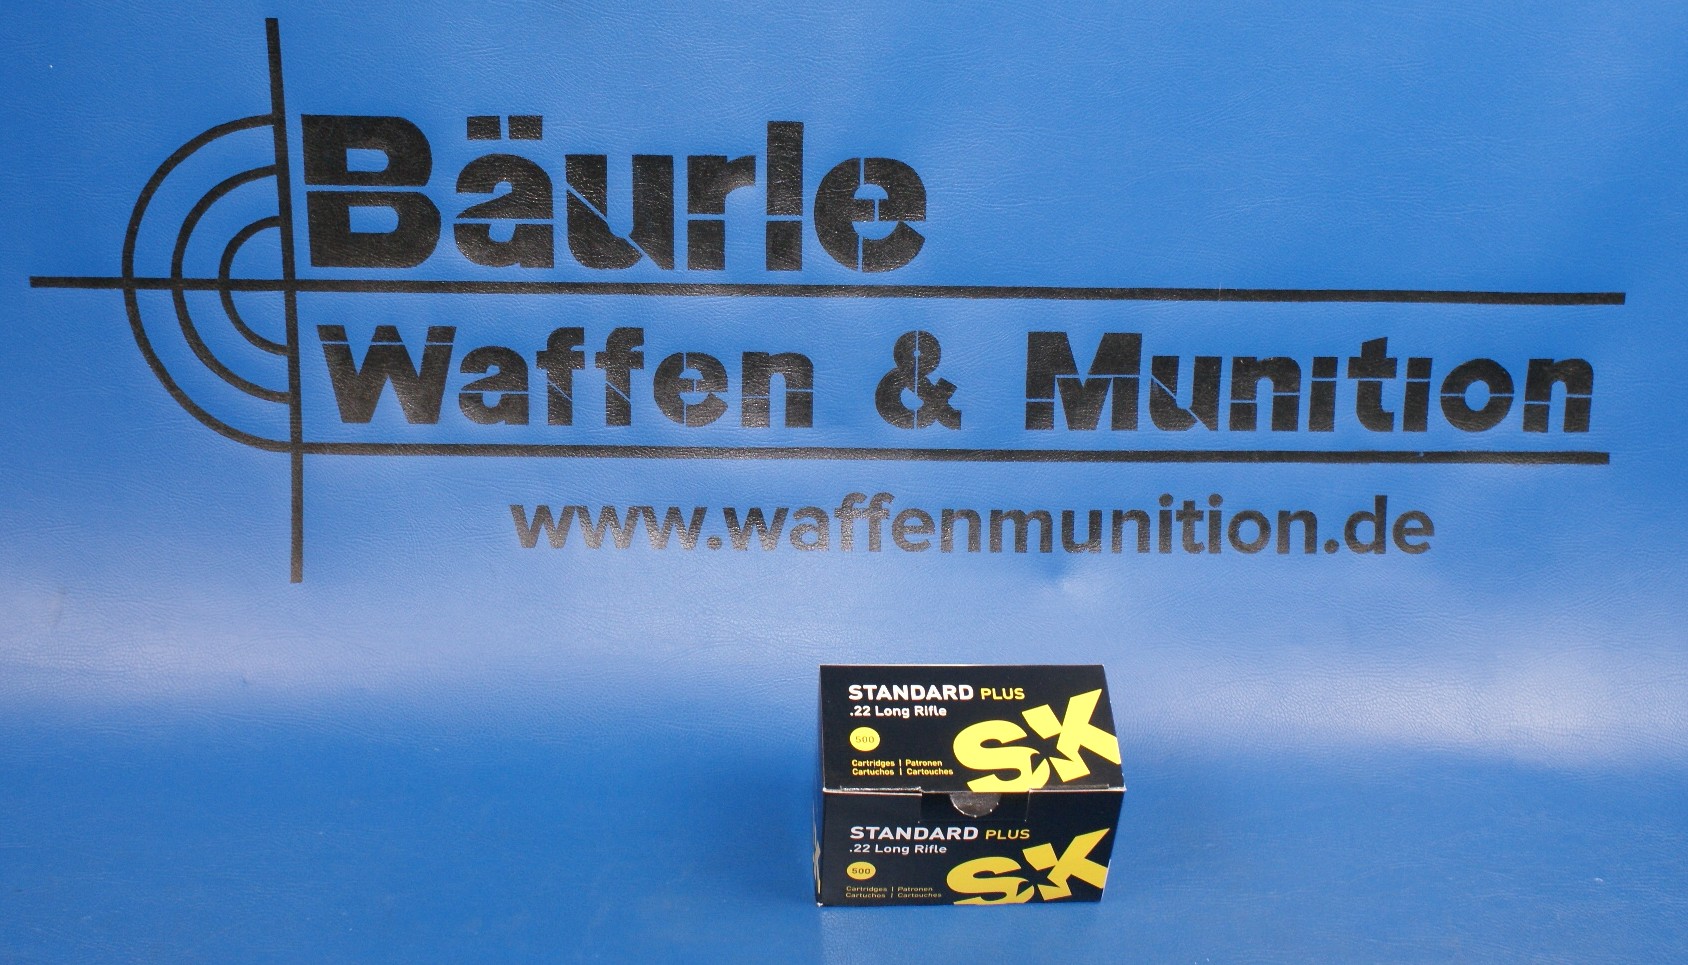 Bäurle
Waffen & Munition
www.waffenmunition.de
STANDARD PLUS
.22 Long Rifle
SK
500
Cartridges | Patronen
Cartuchos | Cartouches
STANDARD PLUS
.22 Long Rifle
SK
500
Cartridges | Patronen
Cartuchos | Cartouches